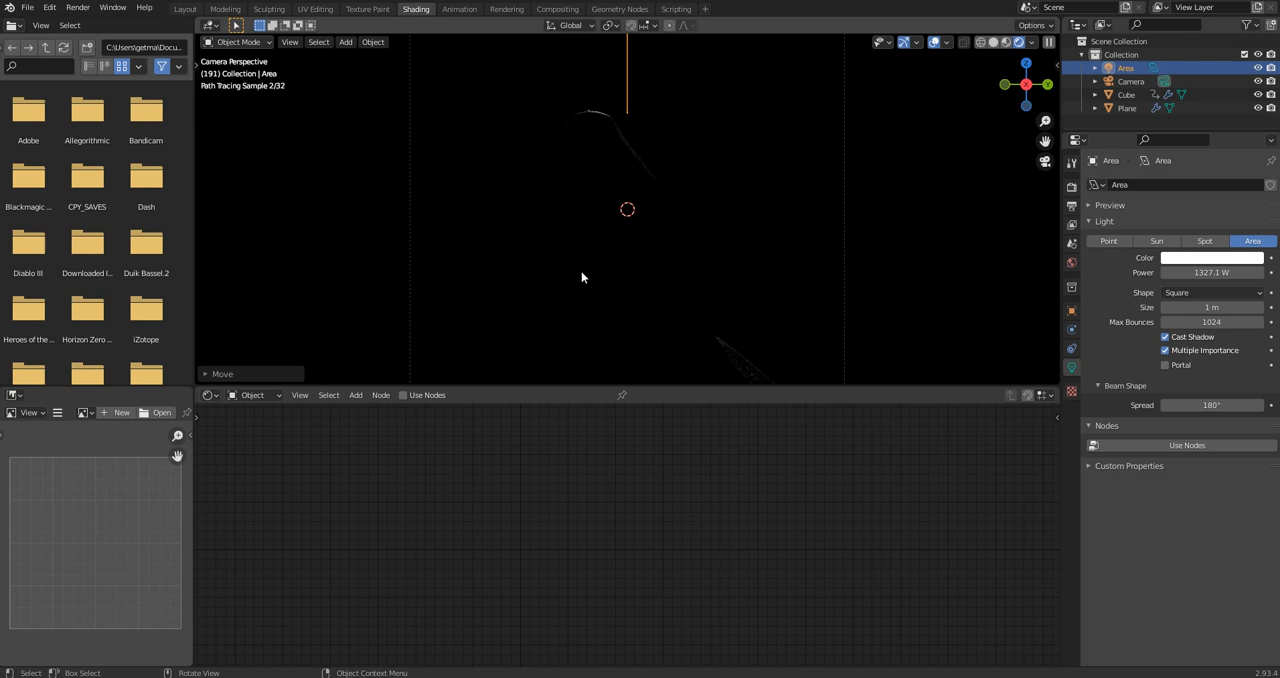 File Edit Render Window Help Layout Modeling Sculpting UV Editing Texture Paint Shading Animation Rendering Compositing Geometry Nodes Scripting + Scene View Layer
View Select Global Options
C:\Users\getma\Docu... Object Mode View Select Add Object
Camera Perspective
(191) Collection | Area
Path Tracing Sample 2/32
Z
X
Y
Adobe Allegorithmic Bandicam
Blackmagic ... CPY_SAVES Dash
Diablo III Downloaded I... Duik Bassel.2
Heroes of the ... Horizon Zero ... iZotope
Move
View New Open
Object View Select Add Node Use Nodes
Scene Collection
Collection
Area
Camera
Cube
Plane
Area Area
Area
Preview
Light
Point Sun Spot Area
Color
Power 1327.1 W
Shape Square
Size 1 m
Max Bounces 1024
Cast Shadow
Multiple Importance
Portal
Beam Shape
Spread 180°
Nodes
Use Nodes
Custom Properties
Select Box Select Rotate View Object Context Menu 2.93.4